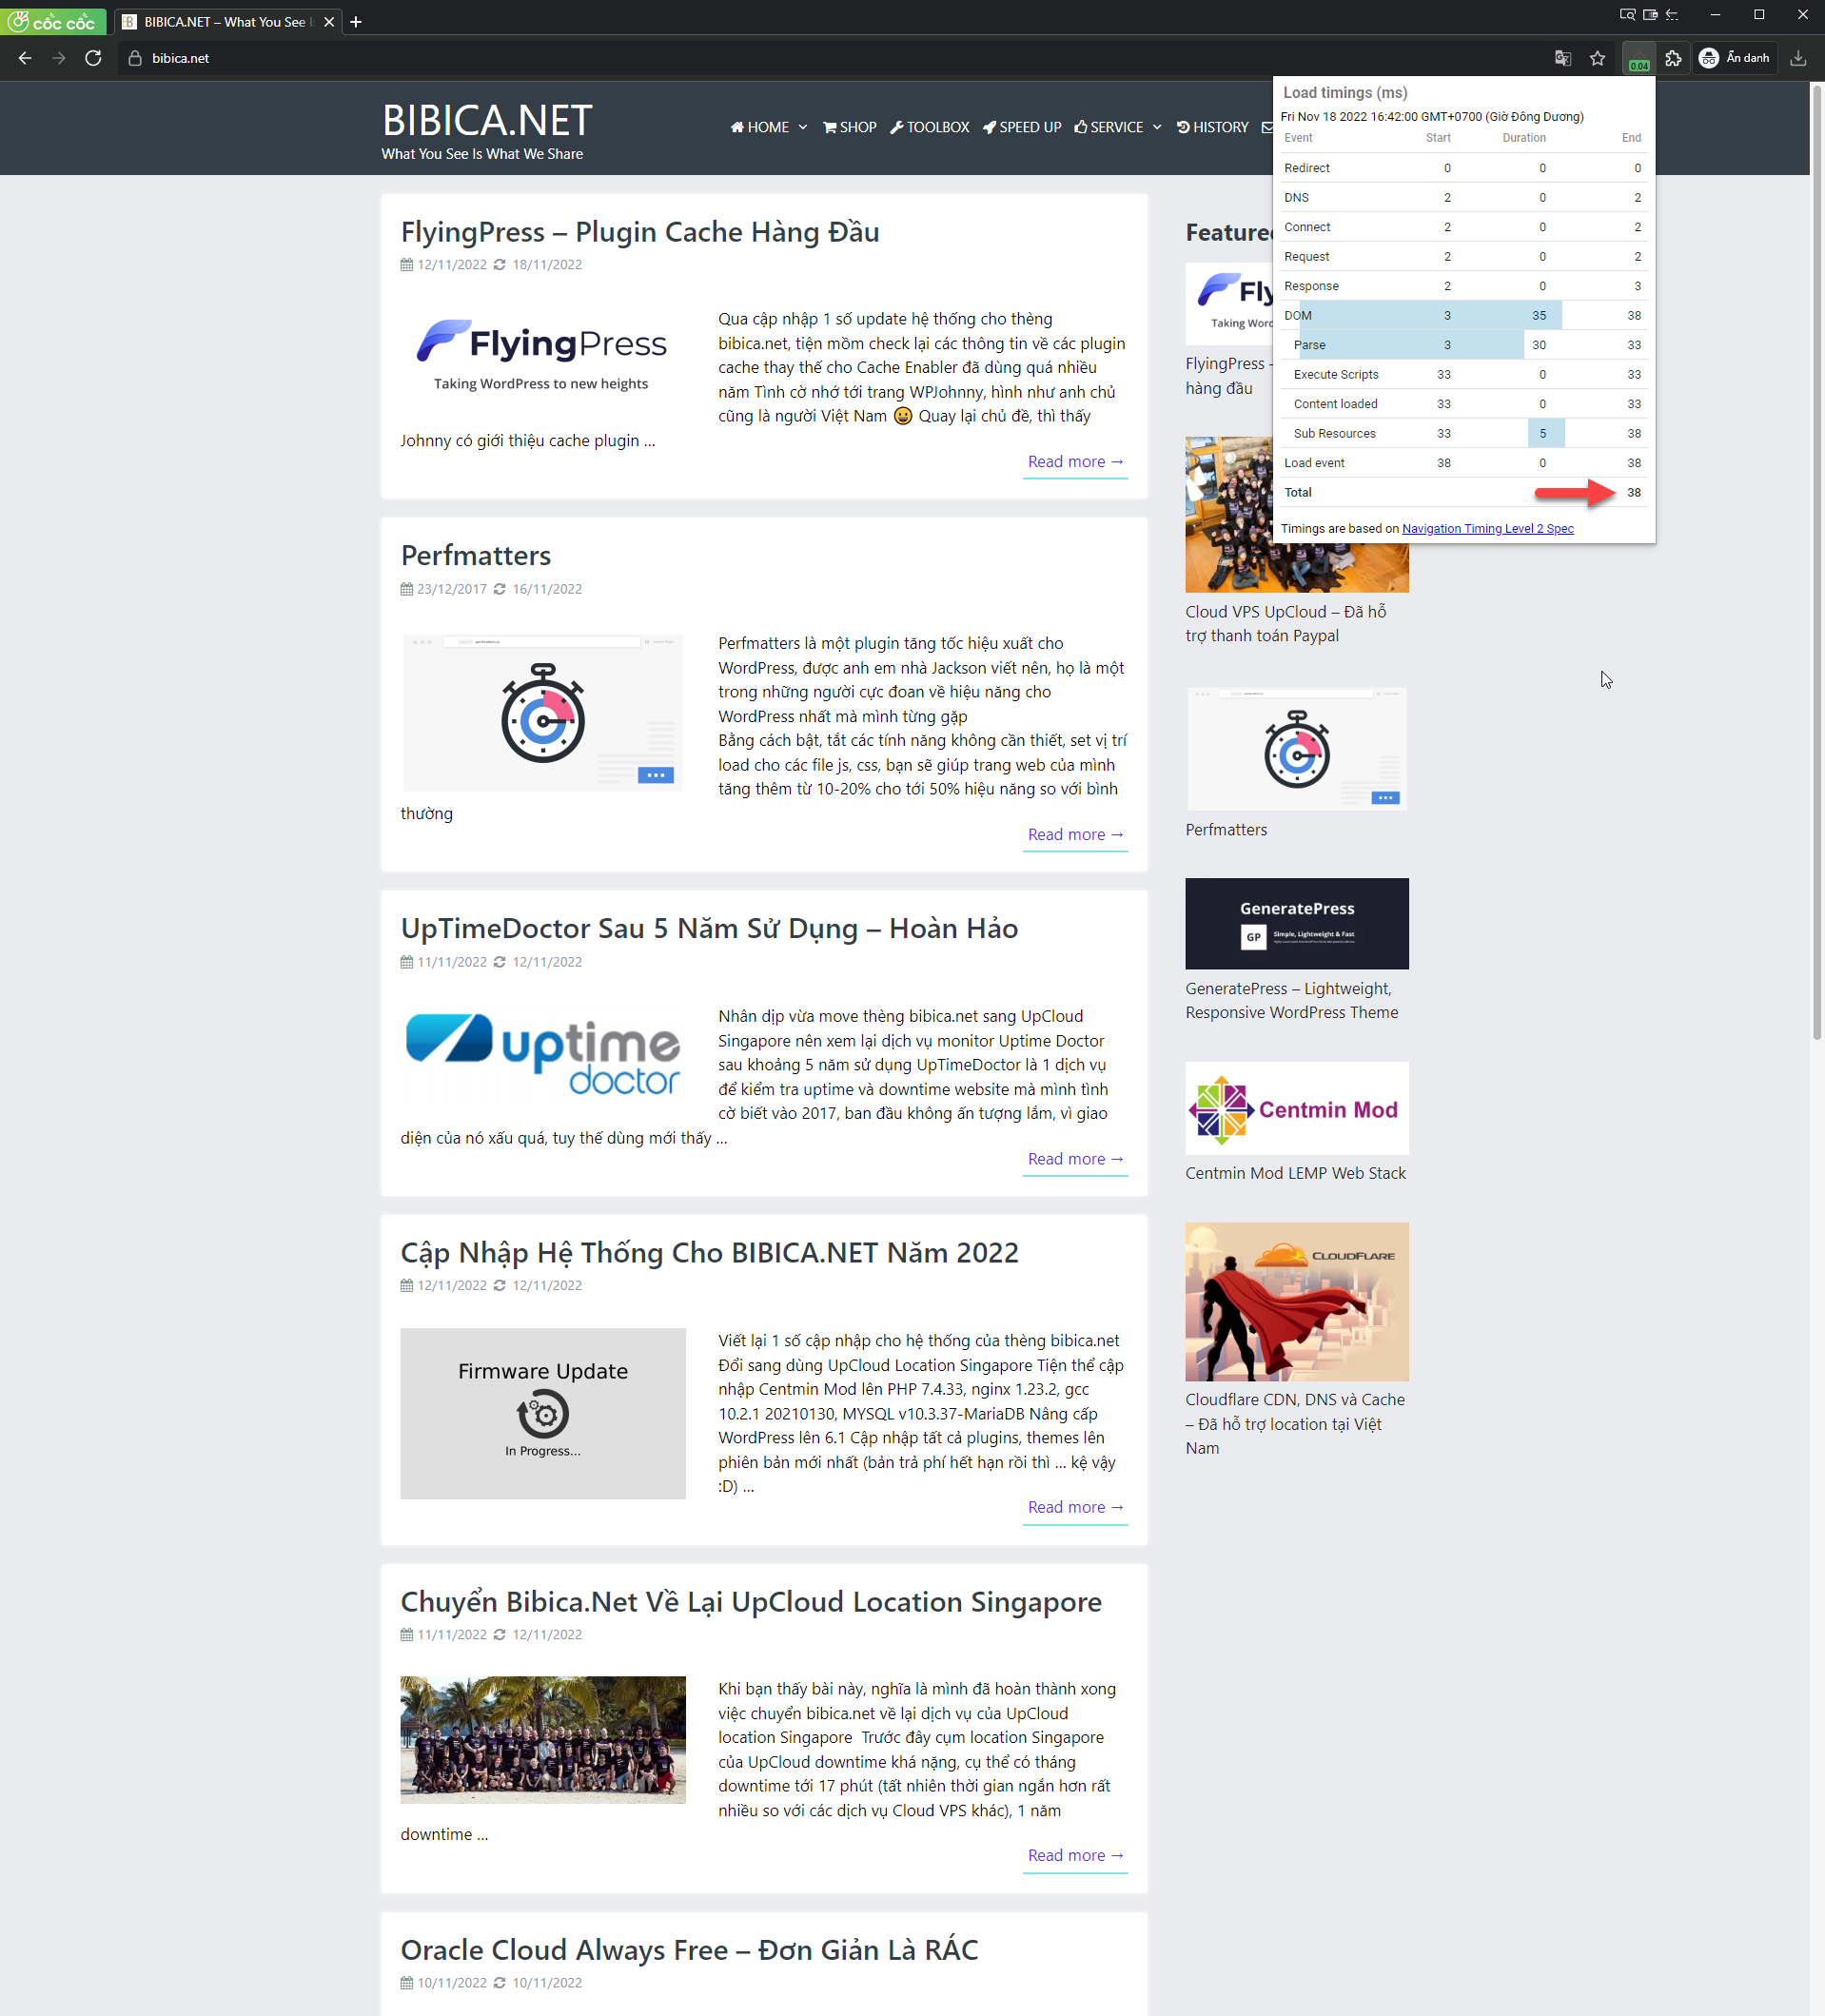 cốc cốc
BIBICA.NET – What You See I
bibica.net
0.04
Ẩn danh
BIBICA.NET
What You See Is What We Share
HOME
SHOP
TOOLBOX
SPEED UP
SERVICE
HISTORY
Load timings (ms)
Fri Nov 18 2022 16:42:00 GMT+0700 (Giờ Đông Dương)
Event Start Duration End
Redirect 0 0 0
DNS 2 0 2
Connect 2 0 2
Request 2 0 2
Response 2 0 3
DOM 3 35 38
Parse 3 30 33
Execute Scripts 33 0 33
Content loaded 33 0 33
Sub Resources 33 5 38
Load event 38 0 38
Total 38
Timings are based on Navigation Timing Level 2 Spec
FlyingPress – Plugin Cache Hàng Đầu
12/11/2022 18/11/2022
FlyingPress
Taking WordPress to new heights
Qua cập nhập 1 số update hệ thống cho thèng
bibica.net, tiện mồm check lại các thông tin về các plugin
cache thay thế cho Cache Enabler đã dùng quá nhiều
năm Tình cờ nhớ tới trang WPJohnny, hình như anh chủ
cũng là người Việt Nam 😀 Quay lại chủ đề, thì thấy
Johnny có giới thiệu cache plugin ...
Read more →
Perfmatters
23/12/2017 16/11/2022
Perfmatters là một plugin tăng tốc hiệu xuất cho
WordPress, được anh em nhà Jackson viết nên, họ là một
trong những người cực đoan về hiệu năng cho
WordPress nhất mà mình từng gặp
Bằng cách bật, tắt các tính năng không cần thiết, set vị trí
load cho các file js, css, bạn sẽ giúp trang web của mình
tăng thêm từ 10-20% cho tới 50% hiệu năng so với bình
thường
Read more →
UpTimeDoctor Sau 5 Năm Sử Dụng – Hoàn Hảo
11/11/2022 12/11/2022
uptime
doctor
Nhân dịp vừa move thèng bibica.net sang UpCloud
Singapore nên xem lại dịch vụ monitor Uptime Doctor
sau khoảng 5 năm sử dụng UpTimeDoctor là 1 dịch vụ
để kiểm tra uptime và downtime website mà mình tình
cờ biết vào 2017, ban đầu không ấn tượng lắm, vì giao
diện của nó xấu quá, tuy thế dùng mới thấy ...
Read more →
Cập Nhập Hệ Thống Cho BIBICA.NET Năm 2022
12/11/2022 12/11/2022
Firmware Update
In Progress...
Viết lại 1 số cập nhập cho hệ thống của thèng bibica.net
Đổi sang dùng UpCloud Location Singapore Tiện thể cập
nhập Centmin Mod lên PHP 7.4.33, nginx 1.23.2, gcc
10.2.1 20210130, MYSQL v10.3.37-MariaDB Nâng cấp
WordPress lên 6.1 Cập nhập tất cả plugins, themes lên
phiên bản mới nhất (bản trả phí hết hạn rồi thì ... kệ vậy
:D) ...
Read more →
Chuyển Bibica.Net Về Lại UpCloud Location Singapore
11/11/2022 12/11/2022
Khi bạn thấy bài này, nghĩa là mình đã hoàn thành xong
việc chuyển bibica.net về lại dịch vụ của UpCloud
location Singapore Trước đây cụm location Singapore
của UpCloud downtime khá nặng, cụ thể có tháng
downtime tới 17 phút (tất nhiên thời gian ngắn hơn rất
nhiều so với các dịch vụ Cloud VPS khác), 1 năm
downtime ...
Read more →
Oracle Cloud Always Free – Đơn Giản Là RÁC
10/11/2022 10/11/2022
Featured
Fly
Taking WordP
FlyingPress –
hàng đầu
Cloud VPS UpCloud – Đã hỗ
trợ thanh toán Paypal
Perfmatters
GeneratePress
GP
Simple, Lightweight & Fast
GeneratePress – Lightweight,
Responsive WordPress Theme
Centmin Mod
Centmin Mod LEMP Web Stack
CLOUDFLARE
Cloudflare CDN, DNS và Cache
– Đã hỗ trợ location tại Việt
Nam